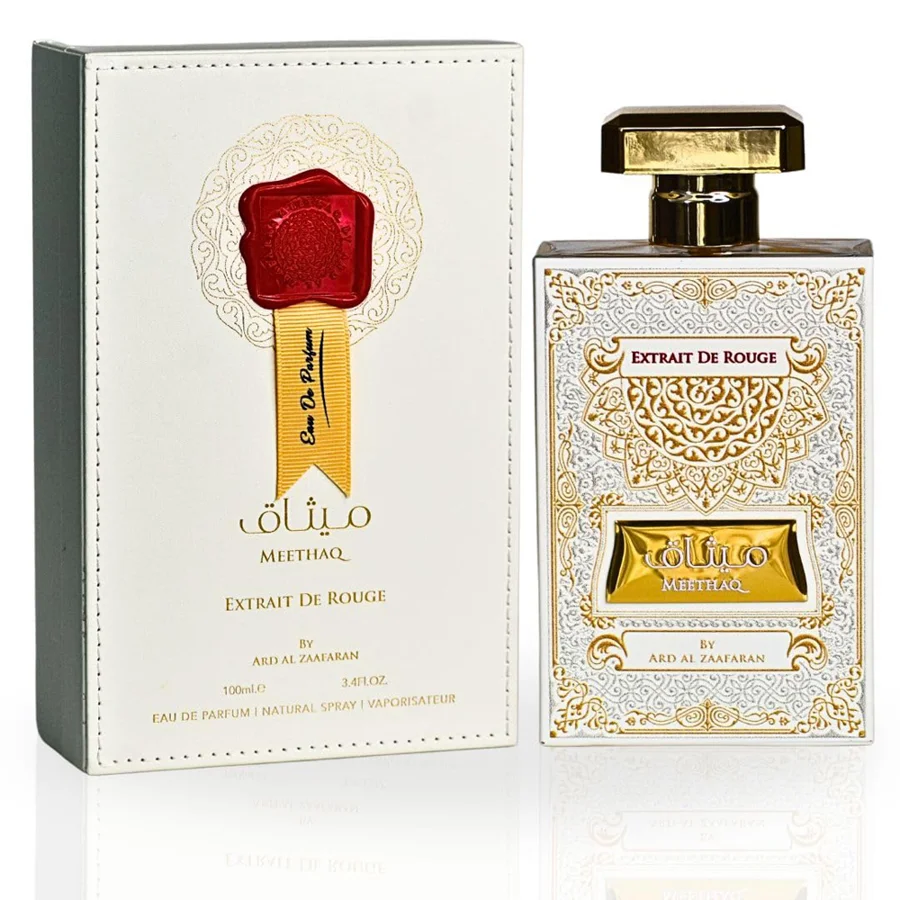 Eau De Parfum
ميثاق
MEETHAQ
EXTRAIT DE ROUGE
BY
ARD AL ZAAFARAN
100ml.e 3.4FL.OZ.
EAU DE PARFUM | NATURAL SPRAY | VAPORISATEUR
EXTRAIT DE ROUGE
ميثاق
MEETHAQ
BY
ARD AL ZAAFARAN